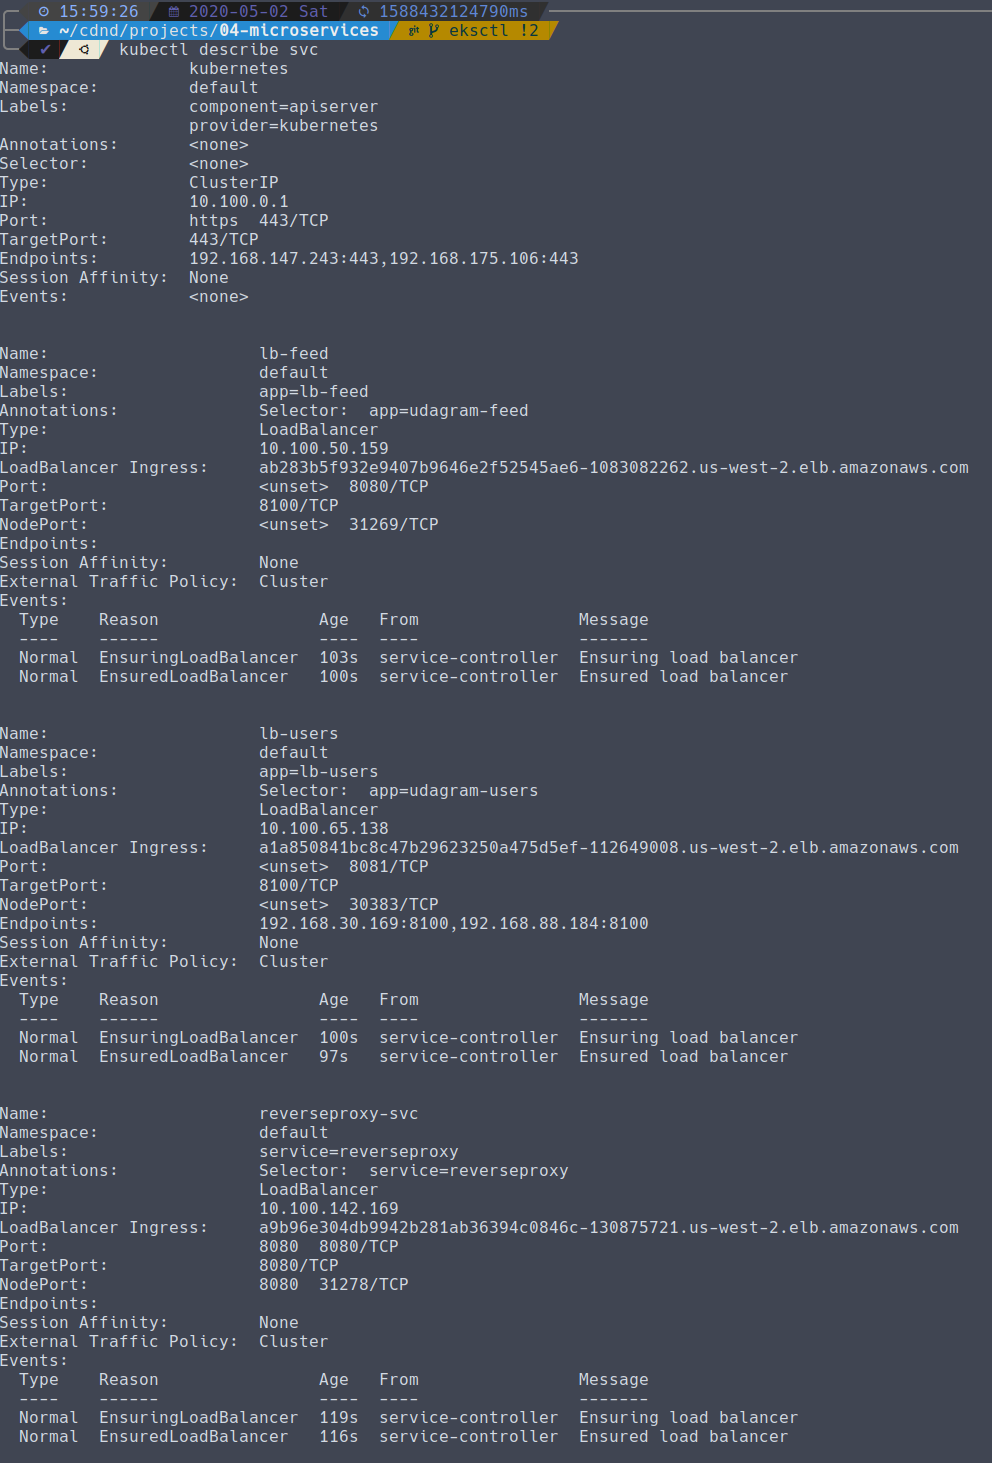 15:59:26 2020-05-02 Sat 1588432124790ms
~/cdnd/projects/04-microservices git eksctl !2
✔ kubectl describe svc
Name:              kubernetes
Namespace:         default
Labels:            component=apiserver
                   provider=kubernetes
Annotations:       <none>
Selector:          <none>
Type:              ClusterIP
IP:                10.100.0.1
Port:              https  443/TCP
TargetPort:        443/TCP
Endpoints:         192.168.147.243:443,192.168.175.106:443
Session Affinity:  None
Events:            <none>
Name:                     lb-feed
Namespace:                default
Labels:                   app=lb-feed
Annotations:              Selector:  app=udagram-feed
Type:                     LoadBalancer
IP:                       10.100.50.159
LoadBalancer Ingress:     ab283b5f932e9407b9646e2f52545ae6-1083082262.us-west-2.elb.amazonaws.com
Port:                     <unset>  8080/TCP
TargetPort:               8100/TCP
NodePort:                 <unset>  31269/TCP
Endpoints:
Session Affinity:         None
External Traffic Policy:  Cluster
Events:
  Type    Reason                Age   From                Message
  ----    ------                ----  ----                -------
  Normal  EnsuringLoadBalancer  103s  service-controller  Ensuring load balancer
  Normal  EnsuredLoadBalancer   100s  service-controller  Ensured load balancer
Name:                     lb-users
Namespace:                default
Labels:                   app=lb-users
Annotations:              Selector:  app=udagram-users
Type:                     LoadBalancer
IP:                       10.100.65.138
LoadBalancer Ingress:     a1a850841bc8c47b29623250a475d5ef-112649008.us-west-2.elb.amazonaws.com
Port:                     <unset>  8081/TCP
TargetPort:               8100/TCP
NodePort:                 <unset>  30383/TCP
Endpoints:                192.168.30.169:8100,192.168.88.184:8100
Session Affinity:         None
External Traffic Policy:  Cluster
Events:
  Type    Reason                Age   From                Message
  ----    ------                ----  ----                -------
  Normal  EnsuringLoadBalancer  100s  service-controller  Ensuring load balancer
  Normal  EnsuredLoadBalancer   97s   service-controller  Ensured load balancer
Name:                     reverseproxy-svc
Namespace:                default
Labels:                   service=reverseproxy
Annotations:              Selector:  service=reverseproxy
Type:                     LoadBalancer
IP:                       10.100.142.169
LoadBalancer Ingress:     a9b96e304db9942b281ab36394c0846c-130875721.us-west-2.elb.amazonaws.com
Port:                     8080  8080/TCP
TargetPort:               8080/TCP
NodePort:                 8080  31278/TCP
Endpoints:
Session Affinity:         None
External Traffic Policy:  Cluster
Events:
  Type    Reason                Age   From                Message
  ----    ------                ----  ----                -------
  Normal  EnsuringLoadBalancer  119s  service-controller  Ensuring load balancer
  Normal  EnsuredLoadBalancer   116s  service-controller  Ensured load balancer